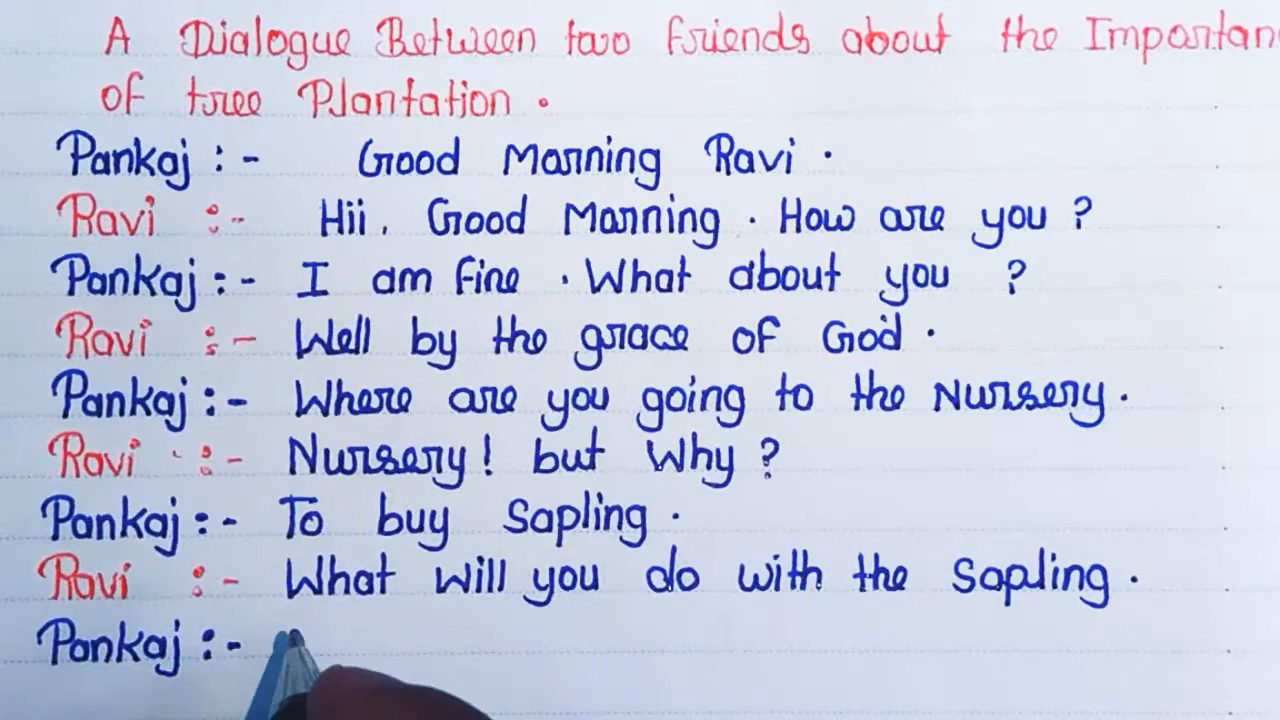 A Dialogue Between two friends about the Importan
of tree Plantation .
Pankaj :- Good Morning Ravi .
Ravi :- Hii . Good Morning . How are you ?
Pankaj :- I am fine . What about you ?
Ravi :- Well by the grace of God .
Pankaj :- Where are you going to the Nursery .
Ravi :- Nursery ! but Why ?
Pankaj :- To buy Sapling .
Ravi :- What Will you do with the Sapling .
Pankaj :-